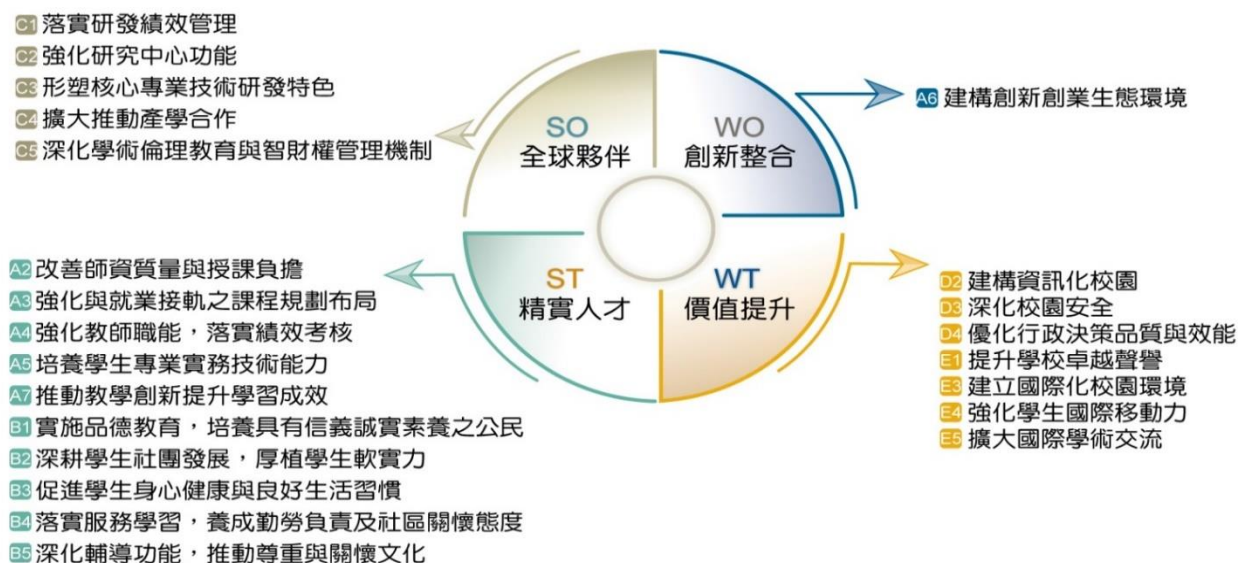 C1 落實研發績效管理
C2 強化研究中心功能
C3 形塑核心專業技術研發特色
C4 擴大推動產學合作
C5 深化學術倫理教育與智財權管理機制
SO
全球夥伴
WO
創新整合
A6 建構創新創業生態環境
A2 改善師資質量與授課負擔
A3 強化與就業接軌之課程規劃布局
A4 強化教師職能，落實績效考核
A5 培養學生專業實務技術能力
A7 推動教學創新提升學習成效
B1 實施品德教育，培養具有信義誠實素養之公民
B2 深耕學生社團發展，厚植學生軟實力
B3 促進學生身心健康與良好生活習慣
B4 落實服務學習，養成勤勞負責及社區關懷態度
B5 深化輔導功能，推動尊重與關懷文化
ST
精實人才
WT
價值提升
D2 建構資訊化校園
D3 深化校園安全
D4 優化行政決策品質與效能
E1 提升學校卓越聲譽
E3 建立國際化校園環境
E4 強化學生國際移動力
E5 擴大國際學術交流